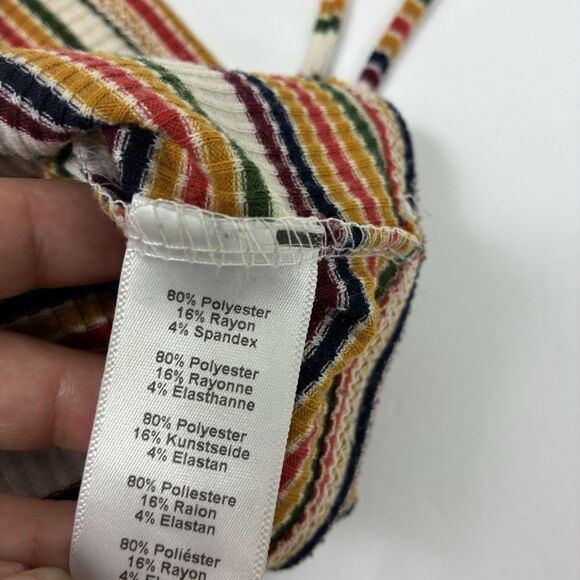 80% Polyester
16% Rayon
4% Spandex
80% Polyester
16% Rayonne
4% Elasthanne
80% Polyester
16% Kunstseide
4% Elastan
80% Poliestere
16% Raion
4% Elastan
80% Poliéster
16% Rayon